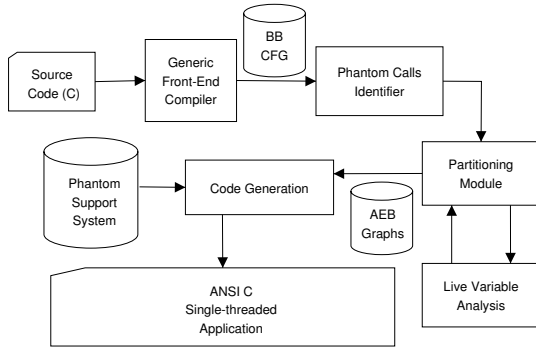 BB
CFG
Source
Code (C)
Generic
Front-End
Compiler
Phantom Calls
Identifier
Phantom
Support
System
Code Generation
AEB
Graphs
Partitioning
Module
Live Variable
Analysis
ANSI C
Single-threaded
Application